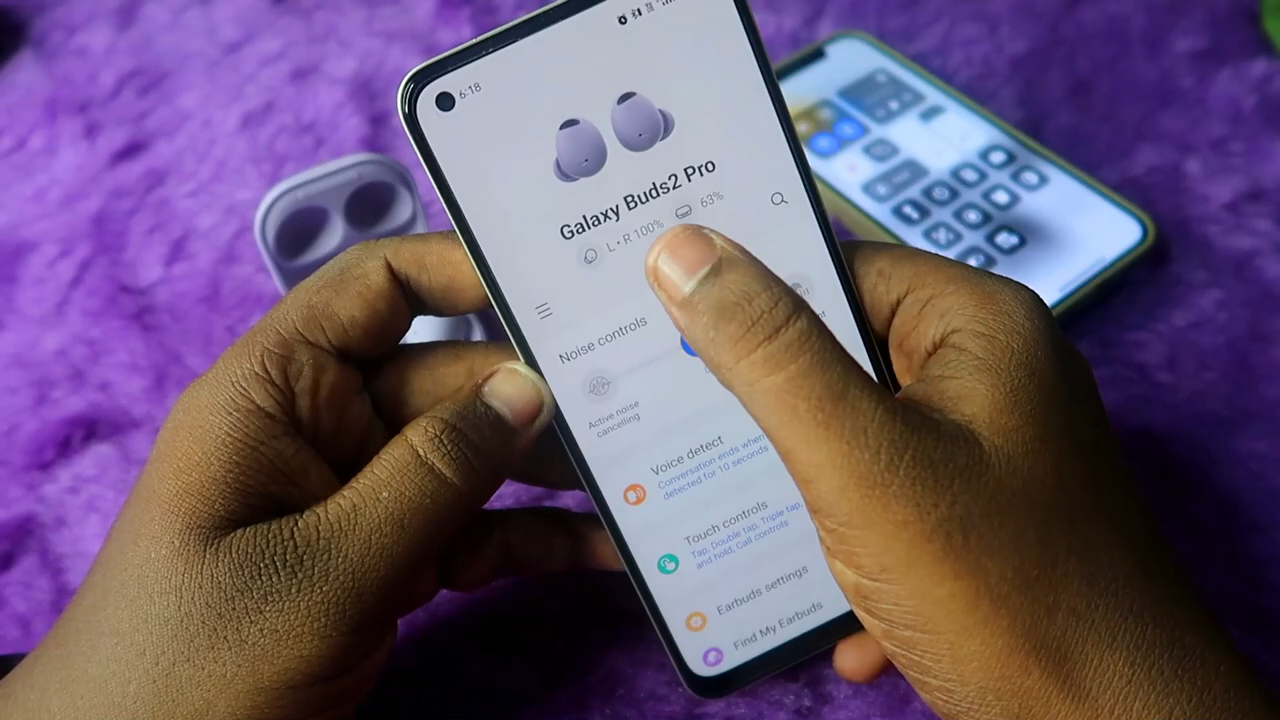 6:18
Galaxy Buds2 Pro
L • R 100% 63%
Noise controls
Active noise
cancelling
Voice detect
Conversation ends when
detected for 10 seconds
Touch controls
Tap, Double tap, Triple tap,
and hold, Call controls
Earbuds settings
Find My Earbuds